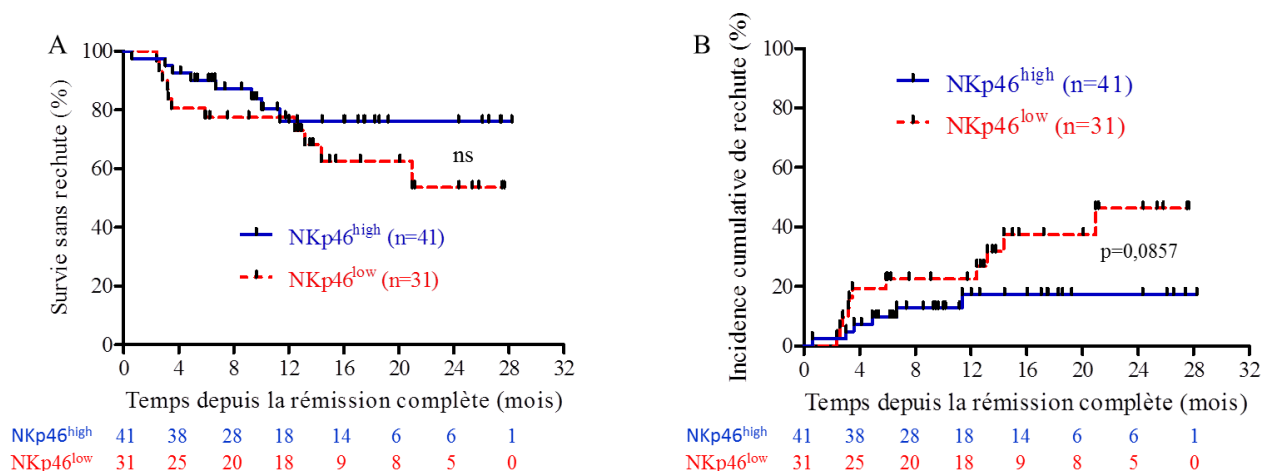 A
Survie sans rechute (%)
100
80
60
40
20
0
ns
NKp46high (n=41)
NKp46low (n=31)
0 4 8 12 16 20 24 28 32
Temps depuis la rémission complète (mois)
NKp46high 41 38 28 18 14 6 6 1
NKp46low 31 25 20 18 9 8 5 0
B
Incidence cumulative de rechute (%)
100
80
60
40
20
0
NKp46high (n=41)
NKp46low (n=31)
p=0,0857
0 4 8 12 16 20 24 28 32
Temps depuis la rémission complète (mois)
NKp46high 41 38 28 18 14 6 6 1
NKp46low 31 25 20 18 9 8 5 0